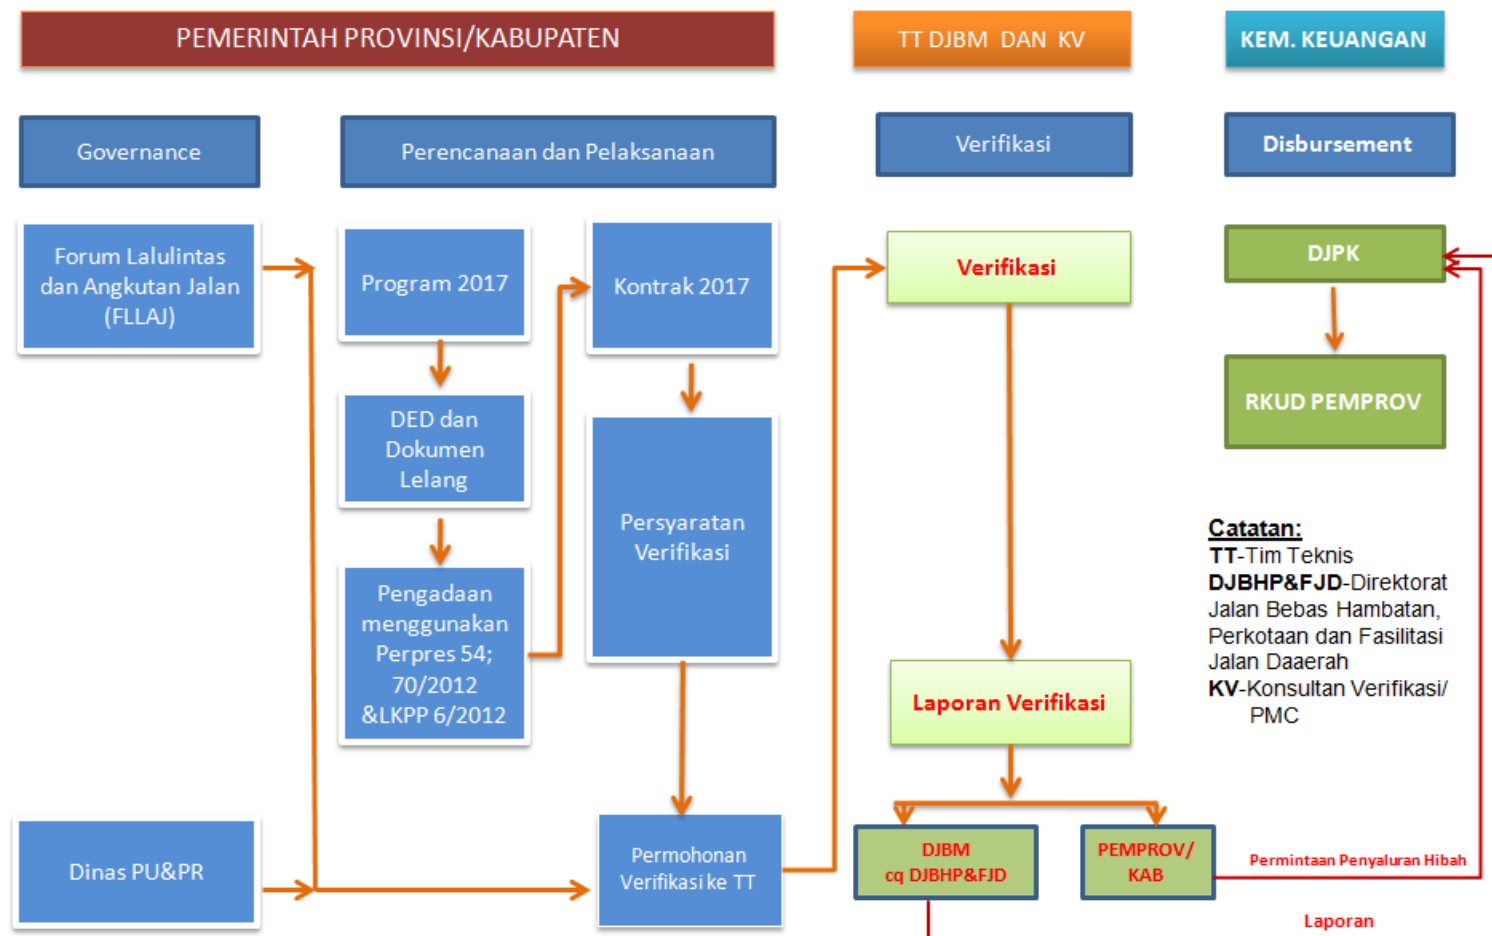 PEMERINTAH PROVINSI/KABUPATEN
TT DJBM DAN KV
KEM. KEUANGAN
Governance
Perencanaan dan Pelaksanaan
Verifikasi
Disbursement
Forum Lalulintas
dan Angkutan Jalan
(FLLAJ)
Program 2017
Kontrak 2017
Verifikasi
DJPK
DED dan
Dokumen
Lelang
RKUD PEMPROV
Persyaratan
Verifikasi
Pengadaan
menggunakan
Perpres 54;
70/2012
&LKPP 6/2012
Catatan:
TT-Tim Teknis
DJBHP&FJD-Direktorat
Jalan Bebas Hambatan,
Perkotaan dan Fasilitasi
Jalan Daaerah
KV-Konsultan Verifikasi/
PMC
Laporan Verifikasi
Dinas PU&PR
Permohonan
Verifikasi ke TT
DJBM
cq DJBHP&FJD
PEMPROV/
KAB
Permintaan Penyaluran Hibah
Laporan